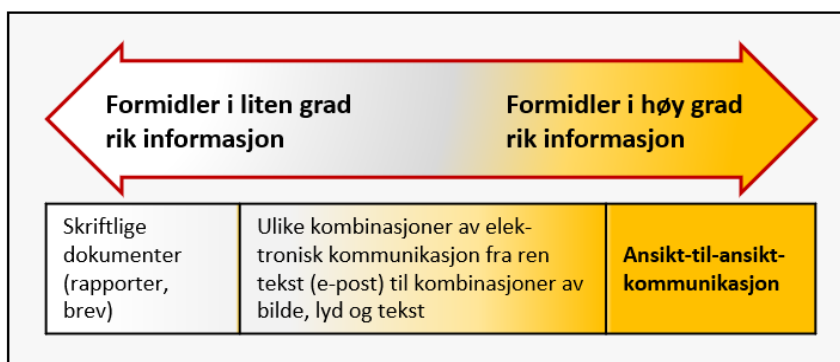 Formidler i liten grad
rik informasjon
Formidler i høy grad
rik informasjon
Skriftlige
dokumenter
(rapporter,
brev)
Ulike kombinasjoner av elek-
tronisk kommunikasjon fra ren
tekst (e-post) til kombinasjoner av
bilde, lyd og tekst
Ansikt-til-ansikt-
kommunikasjon